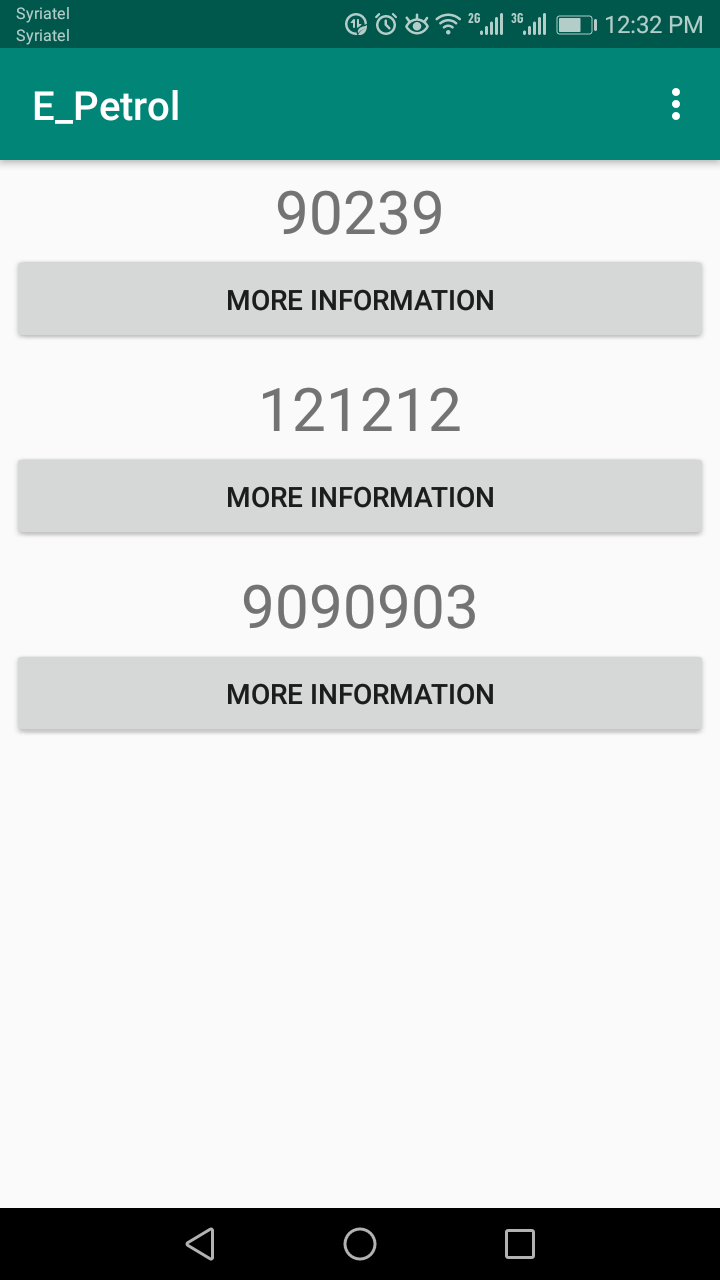 Syriatel
Syriatel
2G 3G 12:32 PM
E_Petrol
90239
MORE INFORMATION
121212
MORE INFORMATION
9090903
MORE INFORMATION